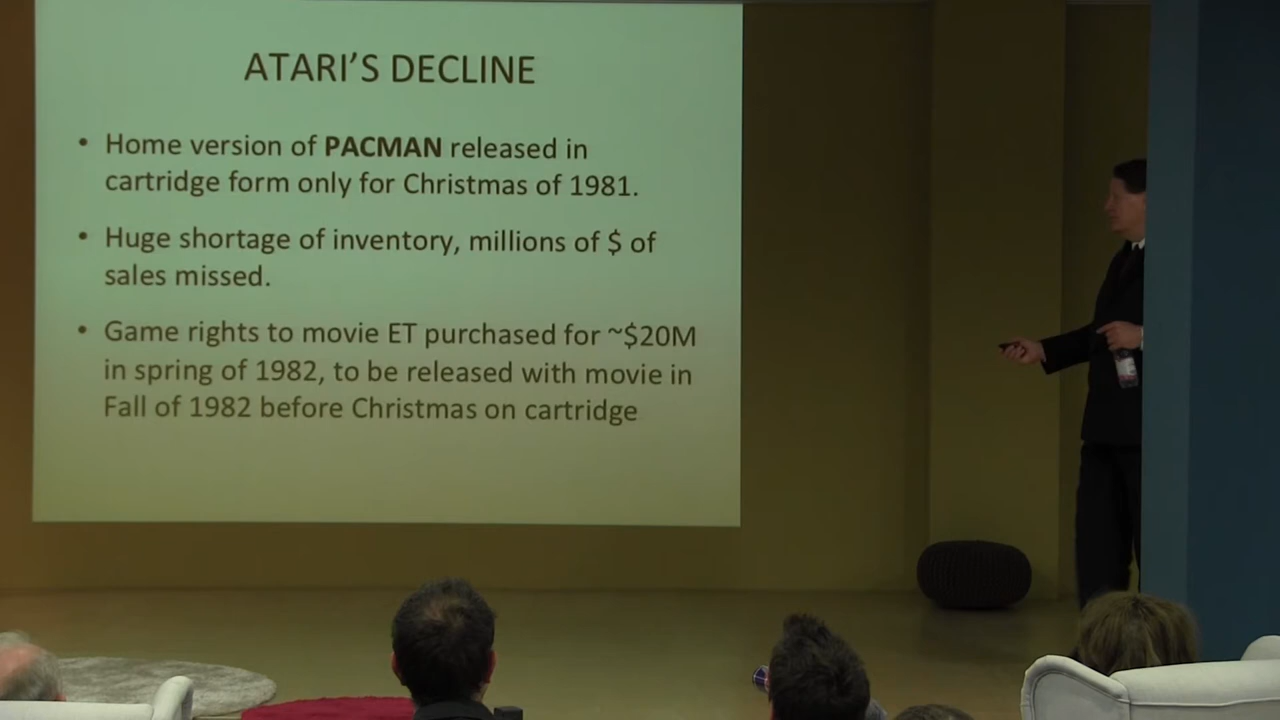 ATARI'S DECLINE
• Home version of PACMAN released in
cartridge form only for Christmas of 1981.
• Huge shortage of inventory, millions of $ of
sales missed.
• Game rights to movie ET purchased for ~$20M
in spring of 1982, to be released with movie in
Fall of 1982 before Christmas on cartridge